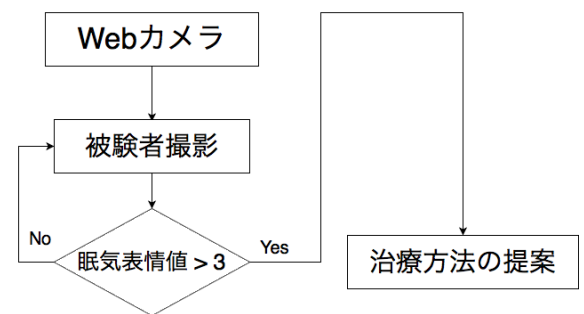 Webカメラ
被験者撮影
No
眠気表情値 > 3
Yes
治療方法の提案